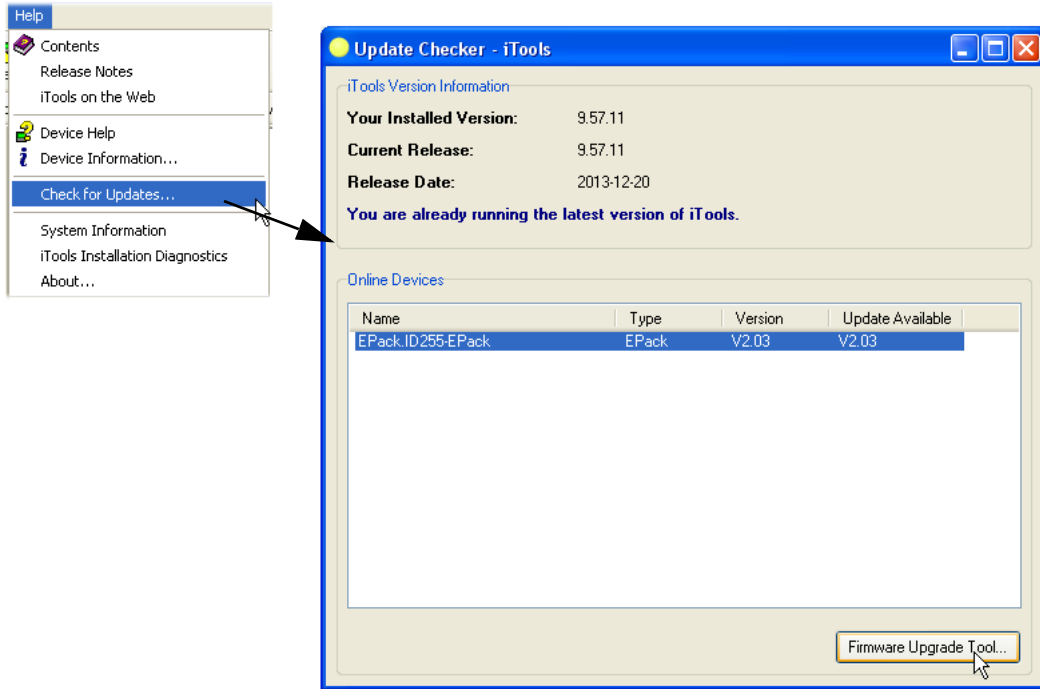 Help
Contents
Release Notes
iTools on the Web
Device Help
Device Information...
Check for Updates...
System Information
iTools Installation Diagnostics
About...
Update Checker - iTools
iTools Version Information
Your Installed Version: 9.57.11
Current Release: 9.57.11
Release Date: 2013-12-20
You are already running the latest version of iTools.
Online Devices
Name Type Version Update Available
EPack.ID255-EPack EPack V2.03 V2.03
Firmware Upgrade Tool...